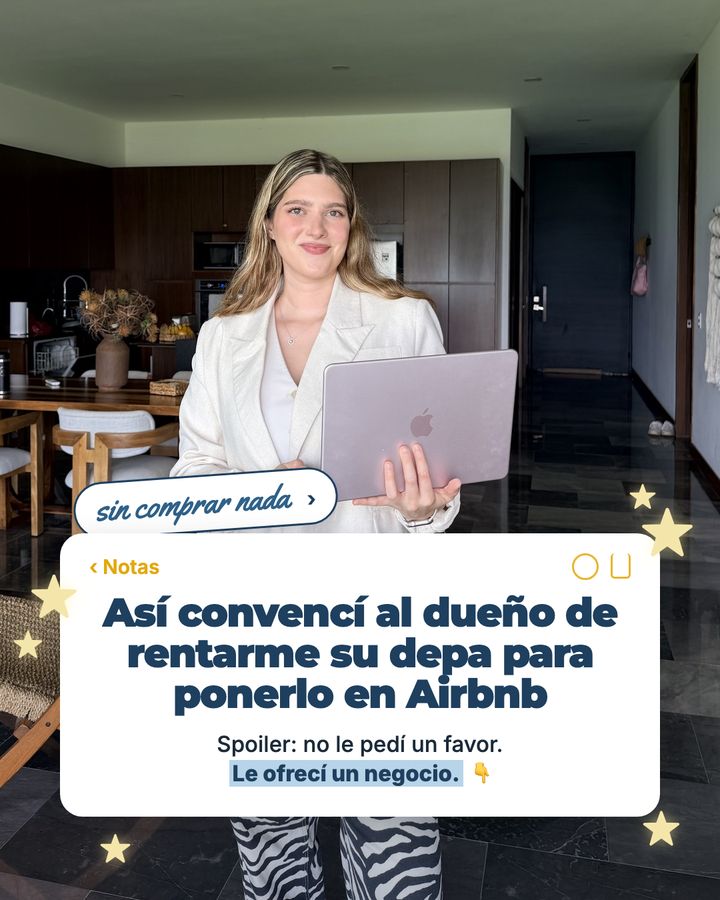 sin comprar nada ›
‹ Notas
Así convencí al dueño de
rentarme su depa para
ponerlo en Airbnb
Spoiler: no le pedí un favor.
Le ofrecí un negocio. 👇